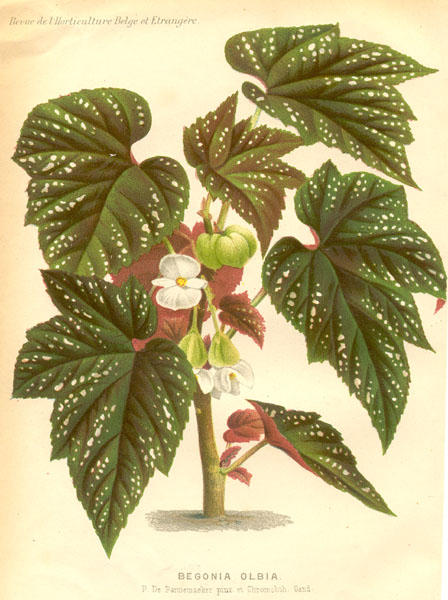 Revue de l'Horticulture Belge et Etrangère.
BEGONIA OLBIA.
P. De Pannemaeker pinx. et Chromolith. Gand.